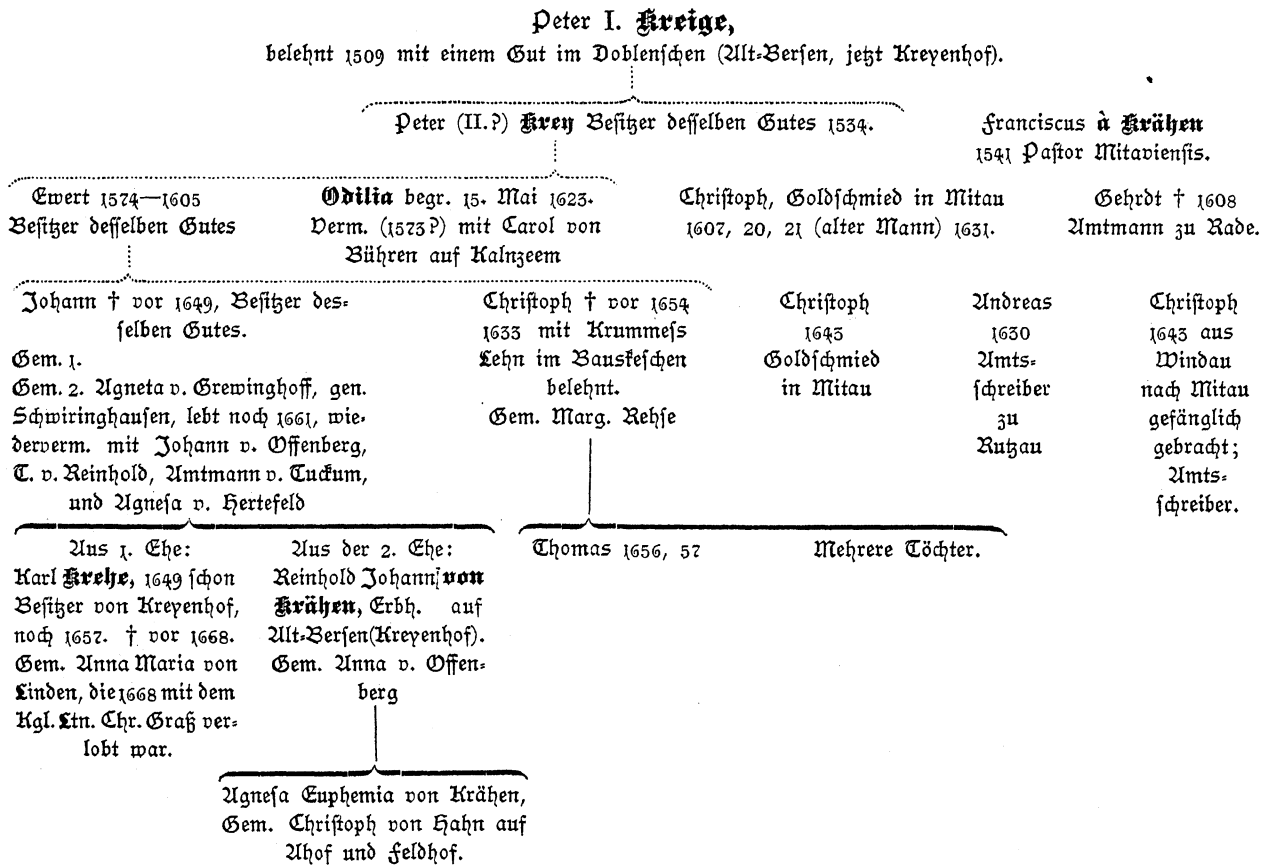 Peter I. Kreige,
belehnt 1509 mit einem Gut im Doblenschen (Alt-Bersen, jetzt Kreyenhof).
Peter (II.?) Krey Besitzer desselben Gutes 1534.
Franciscus à Krähen
1541 Pastor Mitaviensis.
Ewert 1574—1605
Besitzer desselben Gutes
Odilia begr. 15. Mai 1623.
Verm. (1573?) mit Carol von
Bühren auf Kalnzeem
Christoph, Goldschmied in Mitau
1607, 20, 21 (alter Mann) 1631.
Gehrdt † 1608
Amtmann zu Rade.
Johann † vor 1649, Besitzer des-
selben Gutes.
Gem. 1.
Gem. 2. Agneta v. Grewinghoff, gen.
Schwiringhausen, lebt noch 1661, wie-
derverm. mit Johann v. Offenberg,
T. v. Reinhold, Amtmann v. Tuckum,
und Agnesa v. Hertefeld
Christoph † vor 1654
1633 mit Krummess
Lehn im Bauskeschen
belehnt.
Gem. Marg. Rehse
Christoph
1643
Goldschmied
in Mitau
Andreas
1630
Amts-
schreiber
zu
Rutzau
Christoph
1643 aus
Windau
nach Mitau
gefänglich
gebracht;
Amts-
schreiber.
Aus 1. Ehe:
Karl Krehe, 1649 schon
Besitzer von Kreyenhof,
noch 1657. † vor 1668.
Gem. Anna Maria von
Linden, die 1668 mit dem
Kgl. Ltn. Chr. Graß ver-
lobt war.
Aus der 2. Ehe:
Reinhold Johann von
Krähen, Erbh. auf
Alt-Bersen (Kreyenhof).
Gem. Anna v. Offen-
berg
Thomas 1656, 57
Mehrere Töchter.
Agnesa Euphemia von Krähen,
Gem. Christoph von Hahn auf
Ahof und Feldhof.